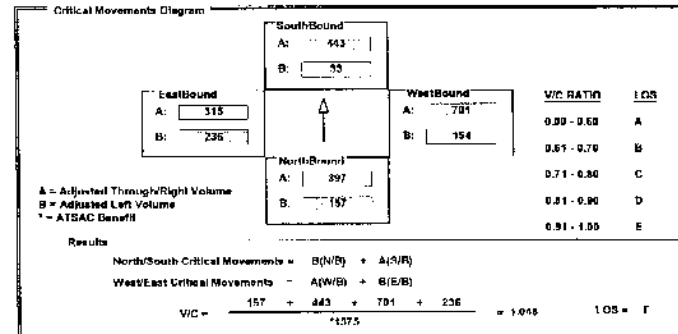 Critical Movements Diagram
SouthBound
A: 443
B: 33
EastBound
A: 315
B: 236
WestBound
A: 701
B: 154
NorthBound
A: 397
B: 157
V/C RATIO LOS
0.00 - 0.60 A
0.61 - 0.70 B
0.71 - 0.80 C
0.81 - 0.90 D
0.91 - 1.00 E
A = Adjusted Through/Right Volume
B = Adjusted Left Volume
* = ATSAC Benefit
Results
North/South Critical Movements = B(N/B) + A(S/B)
West/East Critical Movements = A(W/B) + B(E/B)
V/C = 157 + 443 + 701 + 236 = 1.048 LOS = F
*1375